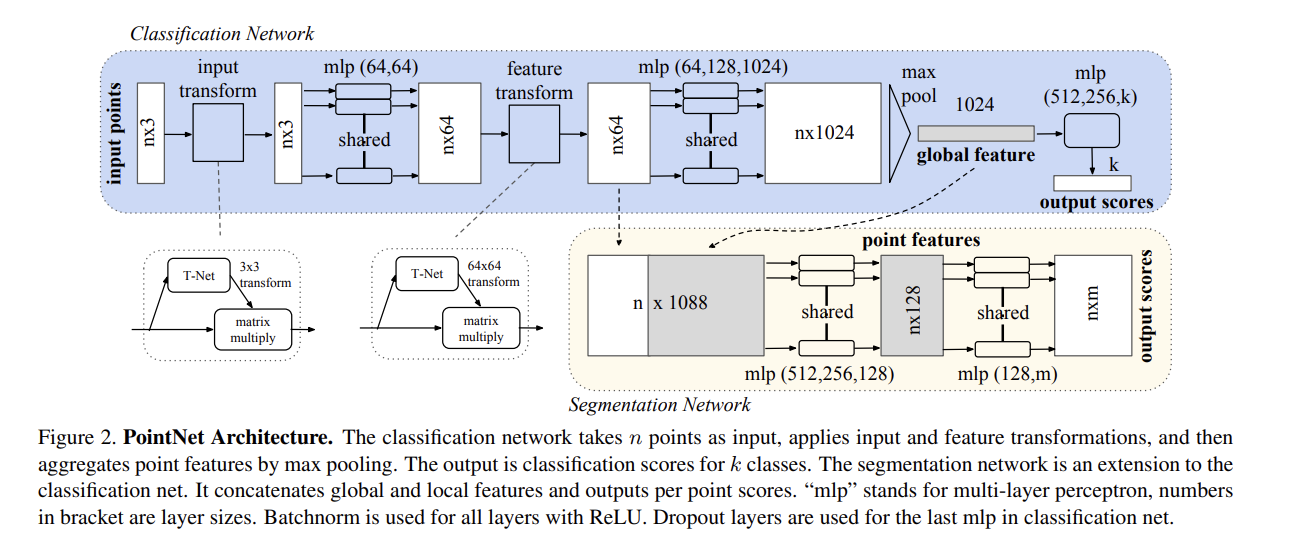 Classification Network
input points
nx3
input
transform
nx3
mlp (64,64)
shared
nx64
feature
transform
nx64
mlp (64,128,1024)
shared
nx1024
max
pool
1024
global feature
mlp
(512,256,k)
k
output scores
T-Net
3x3
transform
matrix
multiply
T-Net
64x64
transform
matrix
multiply
point features
n x 1088
shared
mlp (512,256,128)
nx128
shared
mlp (128,m)
nxm
output scores
Segmentation Network
Figure 2. PointNet Architecture. The classification network takes n points as input, applies input and feature transformations, and then
aggregates point features by max pooling. The output is classification scores for k classes. The segmentation network is an extension to the
classification net. It concatenates global and local features and outputs per point scores. “mlp” stands for multi-layer perceptron, numbers
in bracket are layer sizes. Batchnorm is used for all layers with ReLU. Dropout layers are used for the last mlp in classification net.